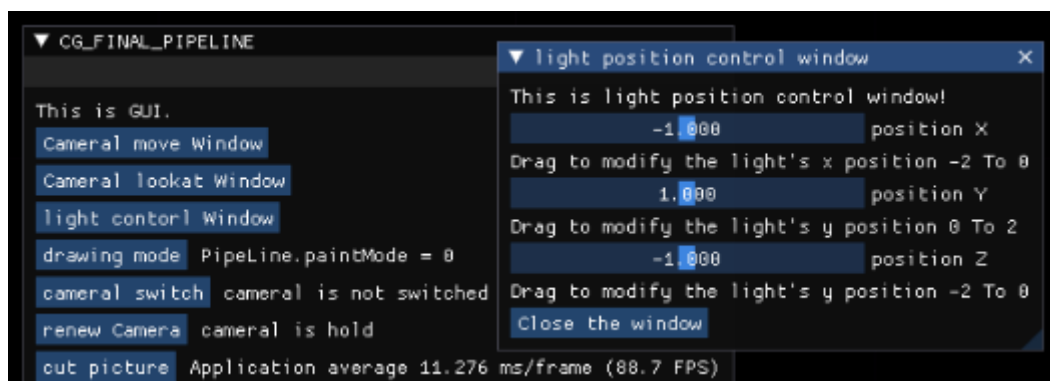 CG_FINAL_PIPELINE
This is GUI.
Cameral move Window
Cameral lookat Window
light contorl Window
drawing mode PipeLine.paintMode = 0
cameral switch cameral is not switched
renew Camera cameral is hold
cut picture Application average 11.276 ms/frame (88.7 FPS)
light position control window
This is light position control window!
-1.000 position X
Drag to modify the light's x position -2 To 0
1.000 position Y
Drag to modify the light's y position 0 To 2
-1.000 position Z
Drag to modify the light's y position -2 To 0
Close the window